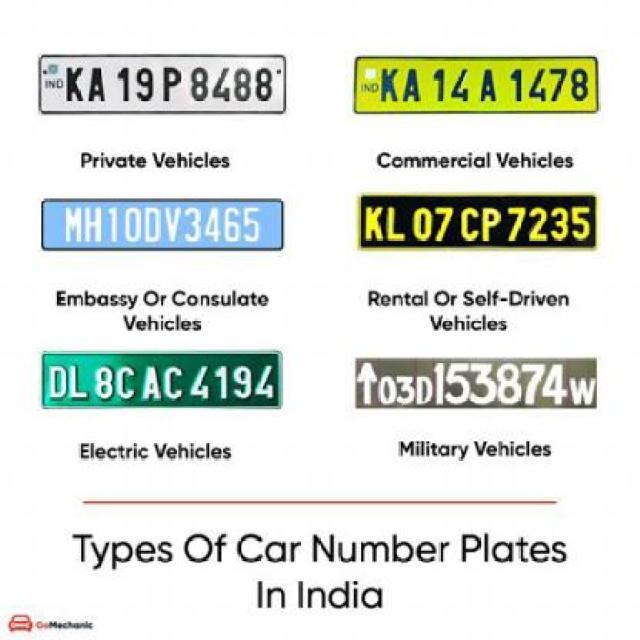 IND KA 19 P 8488
IND KA 14 A 1478
Private Vehicles
Commercial Vehicles
MH10DV3465
KL 07 CP 7235
Embassy Or Consulate
Vehicles
Rental Or Self-Driven
Vehicles
DL 8C AC 4194
↑03D153874W
Electric Vehicles
Military Vehicles
Types Of Car Number Plates
In India
GoMechanic